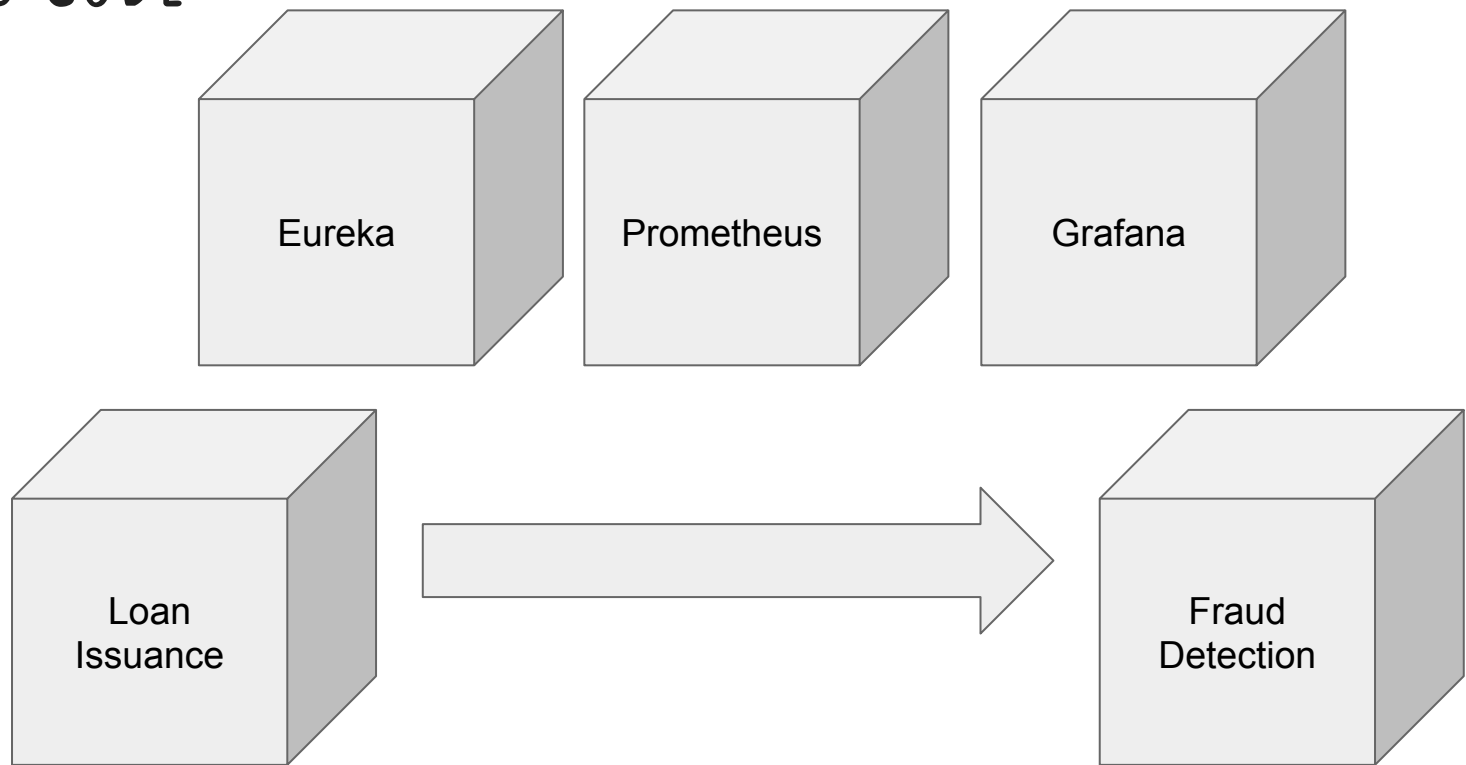 Eureka
Prometheus
Grafana
Loan
Issuance
Fraud
Detection